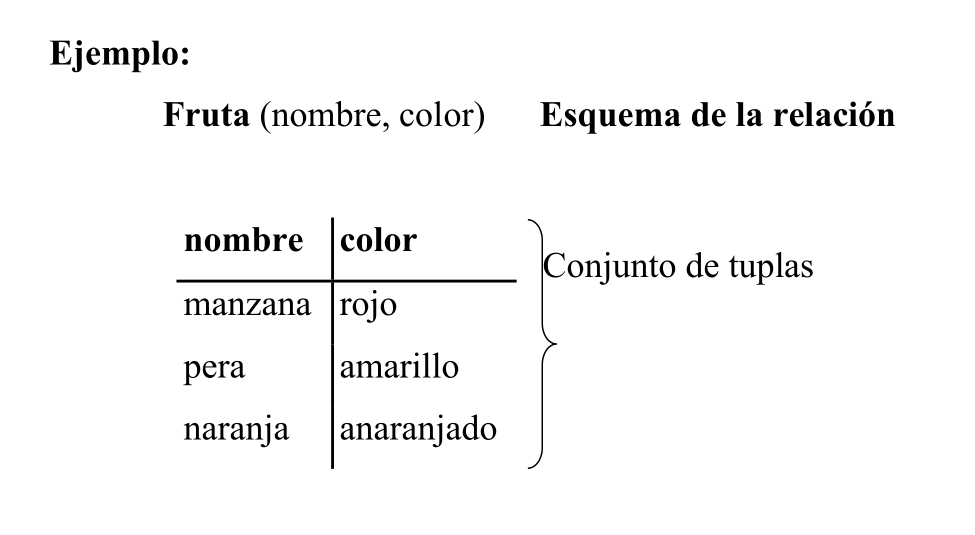 Ejemplo:
Fruta (nombre, color) Esquema de la relación
nombre color
Conjunto de tuplas
manzana rojo
pera amarillo
naranja anaranjado